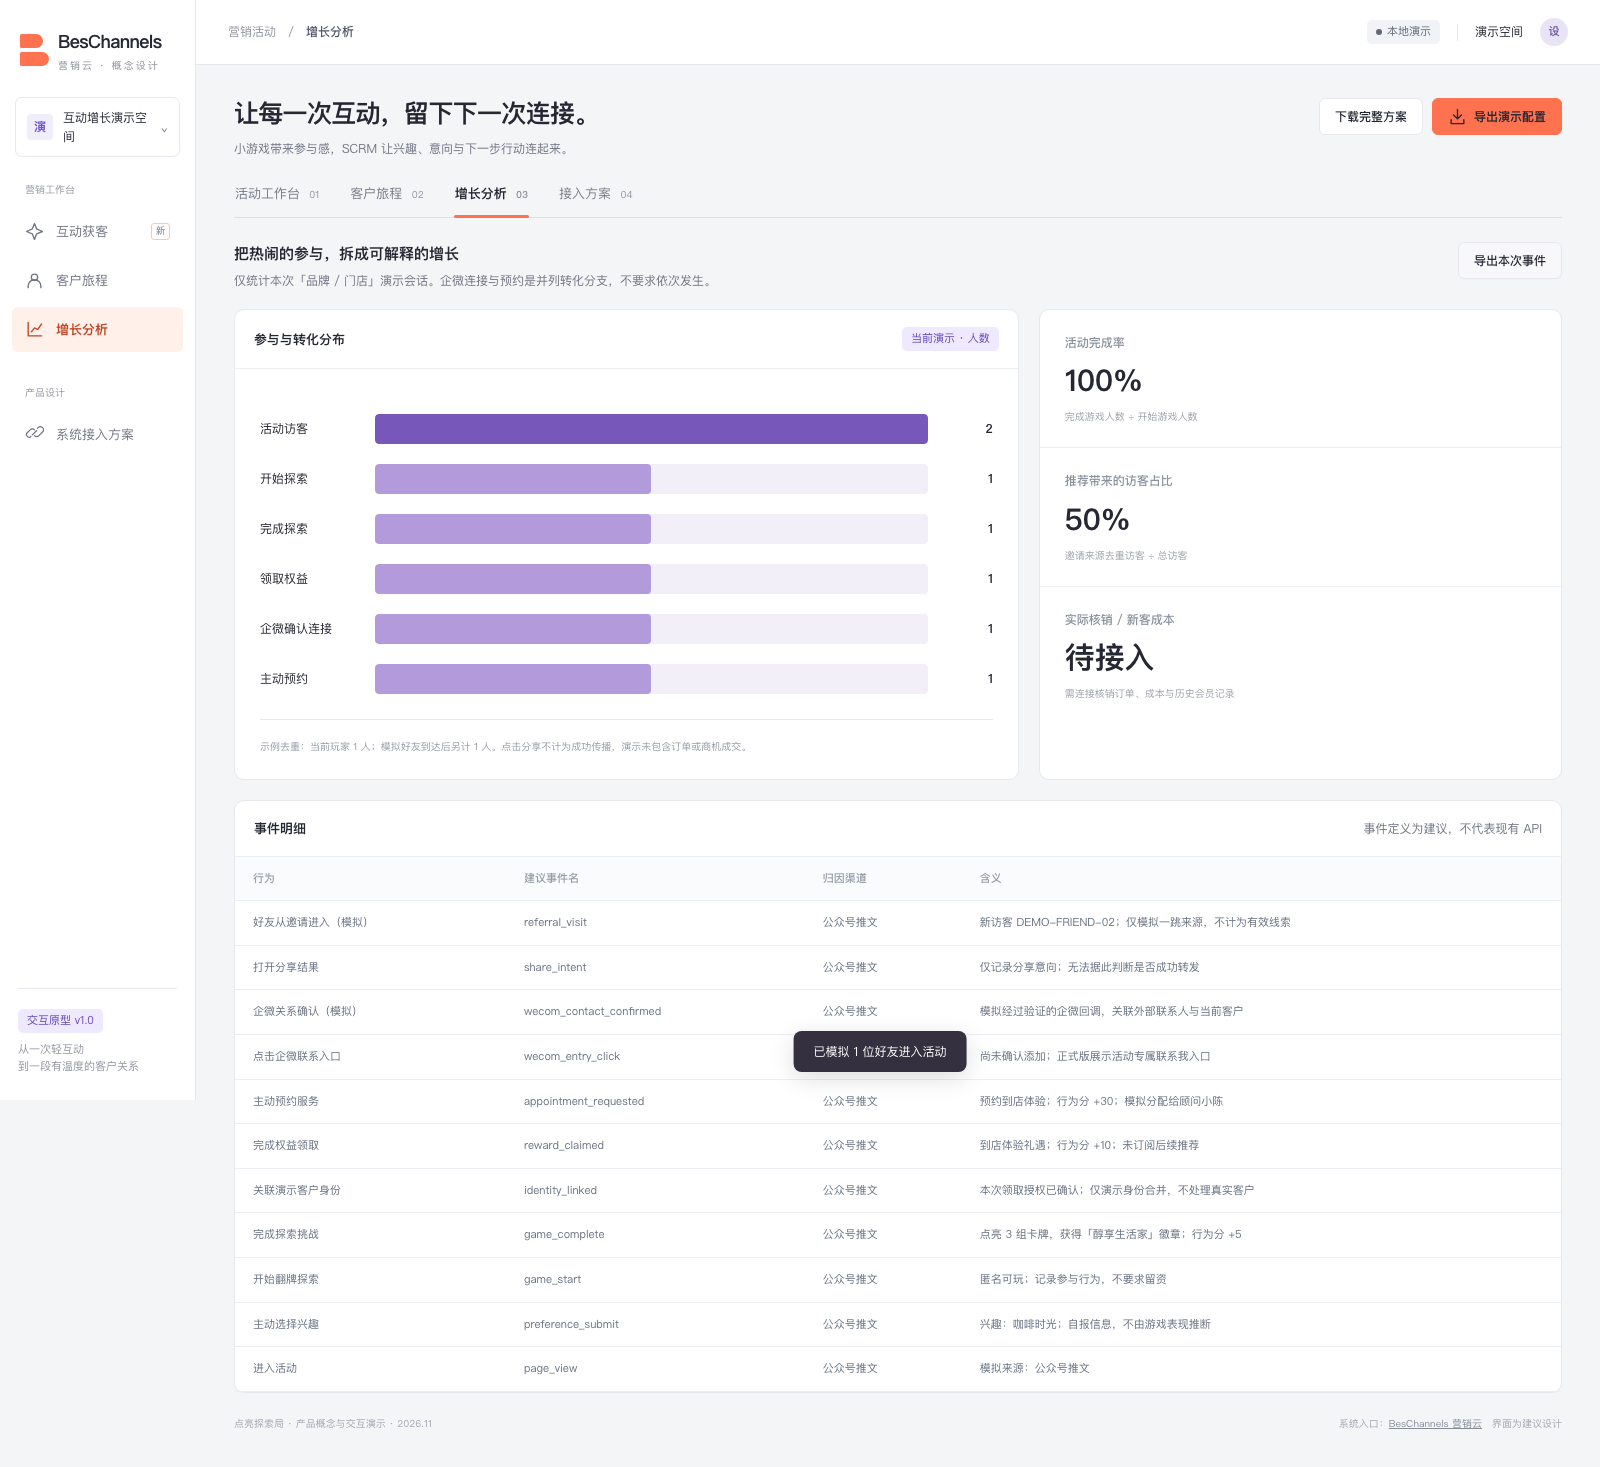 BesChannels
营销云 · 概念设计
演
互动增长演示空
间
营销工作台
互动获客 新
客户旅程
增长分析
产品设计
系统接入方案
交互原型 v1.0
从一次轻互动
到一段有温度的客户关系
营销活动 / 增长分析
本地演示
演示空间
设
让每一次互动，留下下一次连接。
小游戏带来参与感，SCRM 让兴趣、意向与下一步行动连起来。
下载完整方案
导出演示配置
活动工作台 01 客户旅程 02 增长分析 03 接入方案 04
把热闹的参与，拆成可解释的增长
仅统计本次「品牌 / 门店」演示会话。企微连接与预约是并列转化分支，不要求依次发生。
导出本次事件
参与与转化分布
当前演示 · 人数
活动访客 2
开始探索 1
完成探索 1
领取权益 1
企微确认连接 1
主动预约 1
示例去重：当前玩家 1 人；模拟好友到达后另计 1 人。点击分享不计为成功传播，演示未包含订单或商机成交。
活动完成率
100%
完成游戏人数 ÷ 开始游戏人数
推荐带来的访客占比
50%
邀请来源去重访客 ÷ 总访客
实际核销 / 新客成本
待接入
需连接核销订单、成本与历史会员记录
事件明细
事件定义为建议，不代表现有 API
行为 建议事件名 归因渠道 含义
好友从邀请进入（模拟） referral_visit 公众号推文 新访客 DEMO-FRIEND-02；仅模拟一跳来源，不计为有效线索
打开分享结果 share_intent 公众号推文 仅记录分享意向；无法据此判断是否成功转发
企微关系确认（模拟） wecom_contact_confirmed 公众号推文 模拟经过验证的企微回调，关联外部联系人与当前客户
点击企微联系入口 wecom_entry_click 尚未确认添加；正式版展示活动专属联系我入口
已模拟 1 位好友进入活动
主动预约服务 appointment_requested 公众号推文 预约到店体验；行为分 +30；模拟分配给顾问小陈
完成权益领取 reward_claimed 公众号推文 到店体验礼遇；行为分 +10；未订阅后续推荐
关联演示客户身份 identity_linked 公众号推文 本次领取授权已确认；仅演示身份合并，不处理真实客户
完成探索挑战 game_complete 公众号推文 点亮 3 组卡牌，获得「醇享生活家」徽章；行为分 +5
开始翻牌探索 game_start 公众号推文 匿名可玩；记录参与行为，不要求留资
主动选择兴趣 preference_submit 公众号推文 兴趣：咖啡时光；自报信息，不由游戏表现推断
进入活动 page_view 公众号推文 模拟来源：公众号推文
点亮探索局 · 产品概念与交互演示 · 2026.11
系统入口：BesChannels 营销云 界面为建议设计